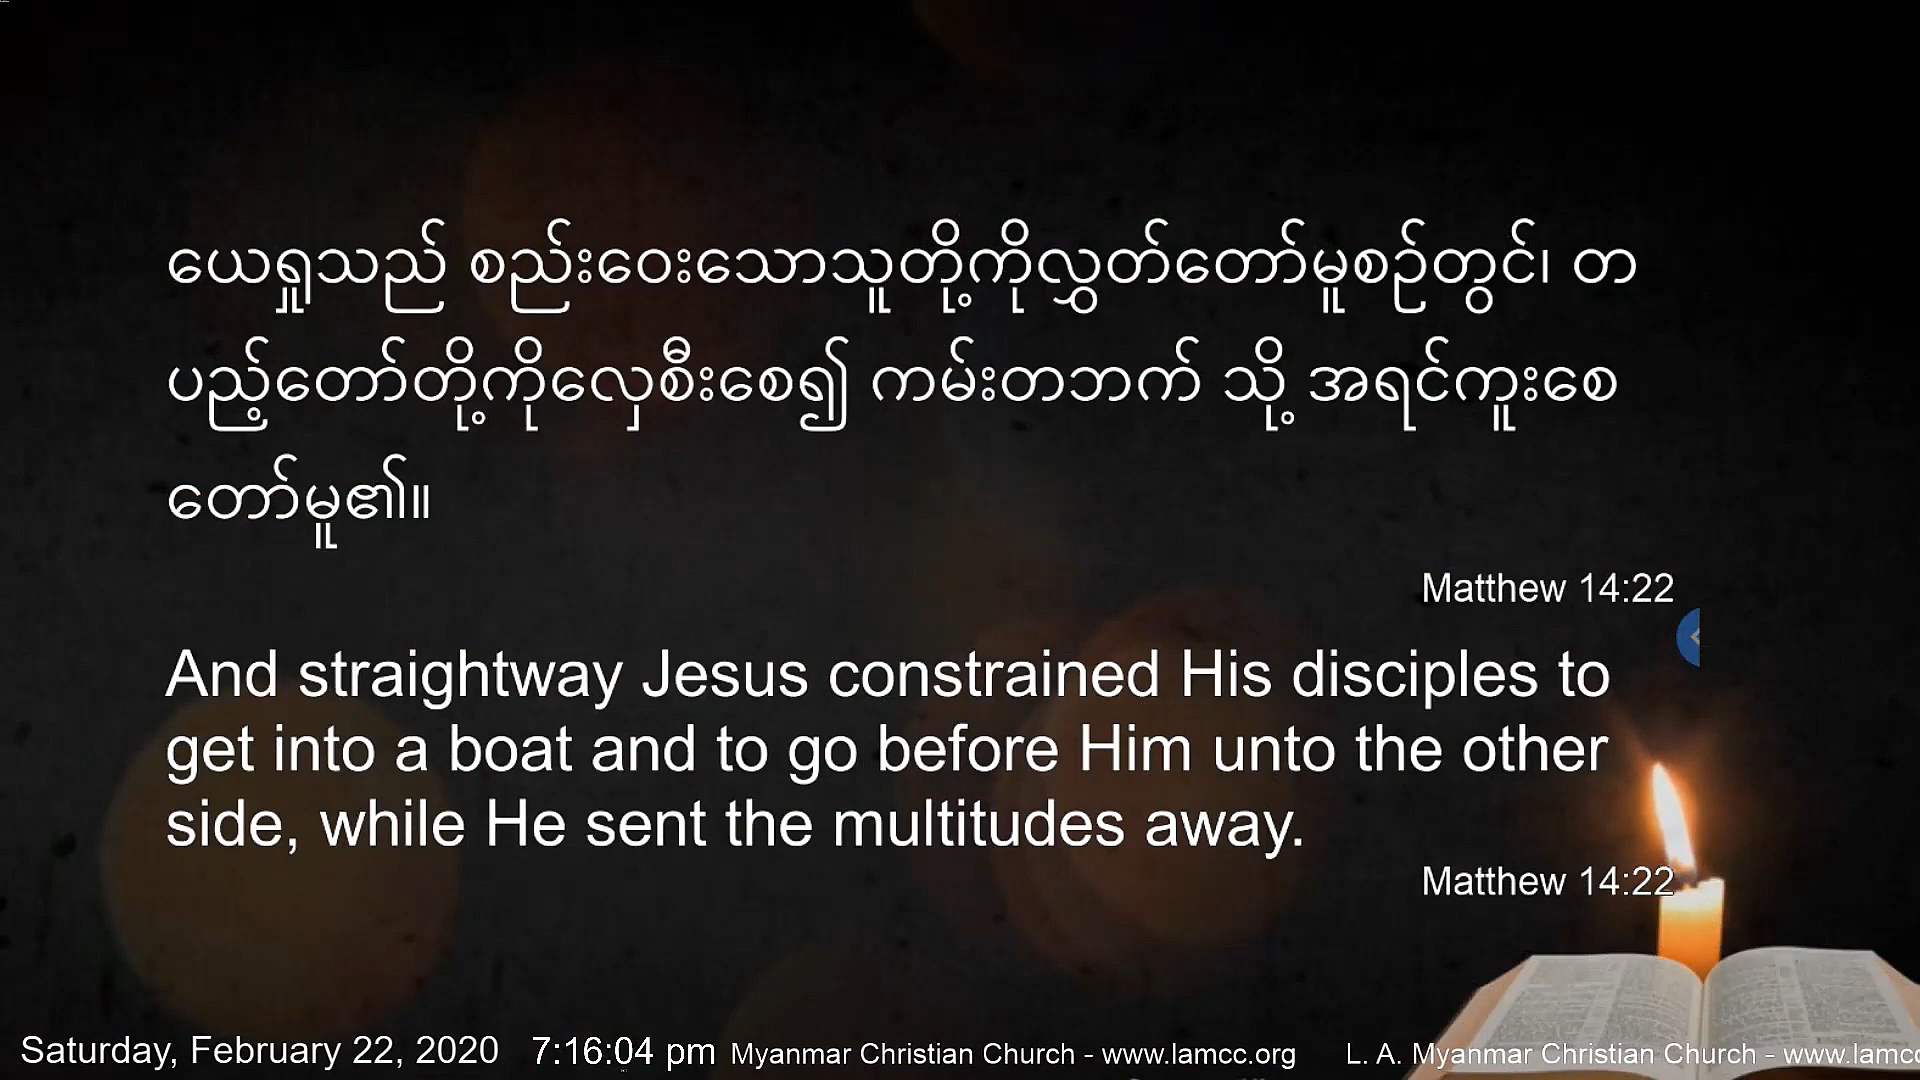 ယေရှုသည် စည်းဝေးသောသူတို့ကိုလွှတ်တော်မူစဉ်တွင်၊ တ
ပည့်တော်တို့ကိုလှေစီးစေ၍ ကမ်းတဘက် သို့ အရင်ကူးစေ
တော်မူ၏။
Matthew 14:22
And straightway Jesus constrained His disciples to
get into a boat and to go before Him unto the other
side, while He sent the multitudes away.
Matthew 14:22
Saturday, February 22, 2020 7:16:04 pm Myanmar Christian Church - www.lamcc.org L. A. Myanmar Christian Church - www.lamcc